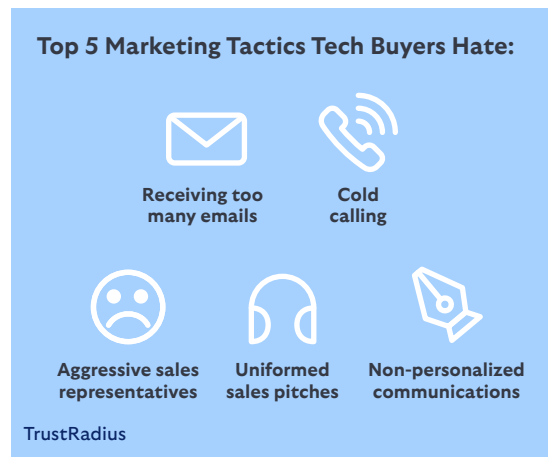 Top 5 Marketing Tactics Tech Buyers Hate:
Receiving too
many emails
Cold
calling
Aggressive sales
representatives
Uniformed
sales pitches
Non-personalized
communications
TrustRadius